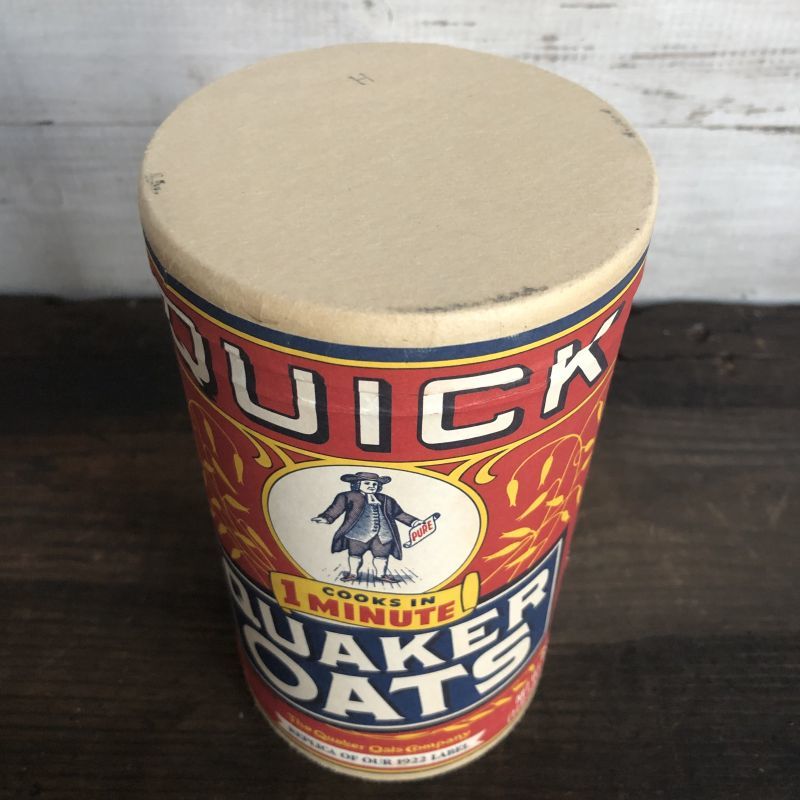 H
QUICK
PURE
COOKS IN
1 MINUTE
QUAKER
OATS
The Quaker Oats Company
REPLICA OF OUR 1922 LABEL